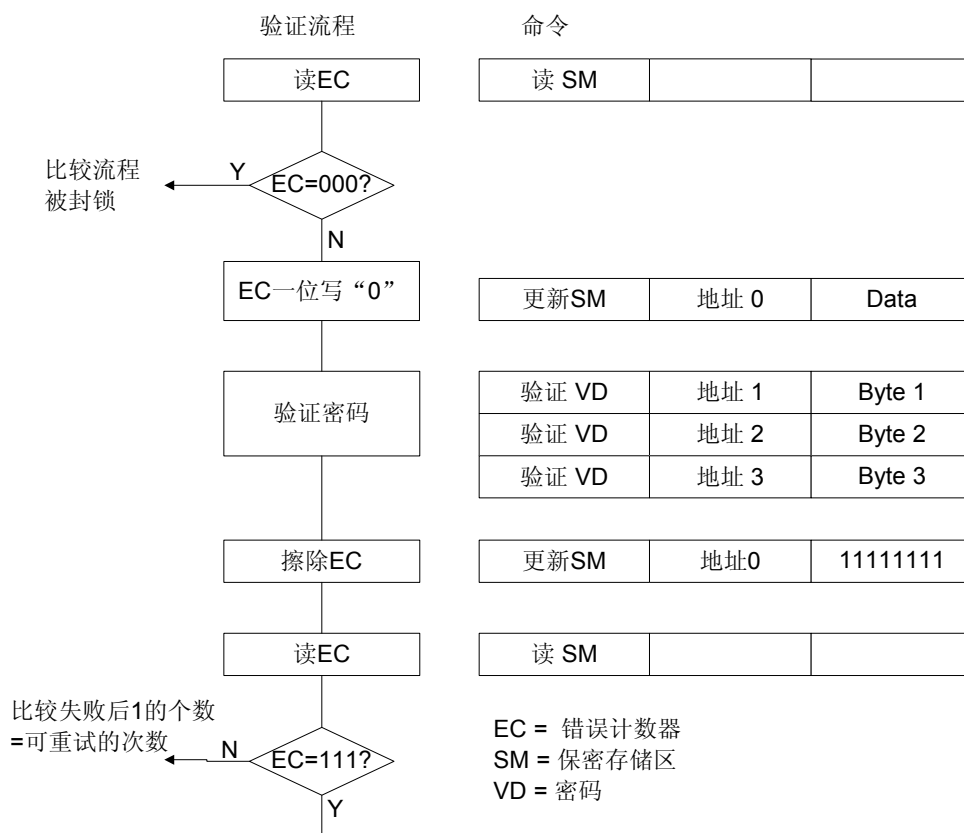 验证流程 命令
读EC 读 SM
比较流程
被封锁
Y EC=000?
N
EC一位写“0” 更新SM 地址 0 Data
验证密码
验证 VD 地址 1 Byte 1
验证 VD 地址 2 Byte 2
验证 VD 地址 3 Byte 3
擦除EC 更新SM 地址0 11111111
读EC 读 SM
比较失败后1的个数
=可重试的次数
N EC=111?
Y
EC = 错误计数器
SM = 保密存储区
VD = 密码